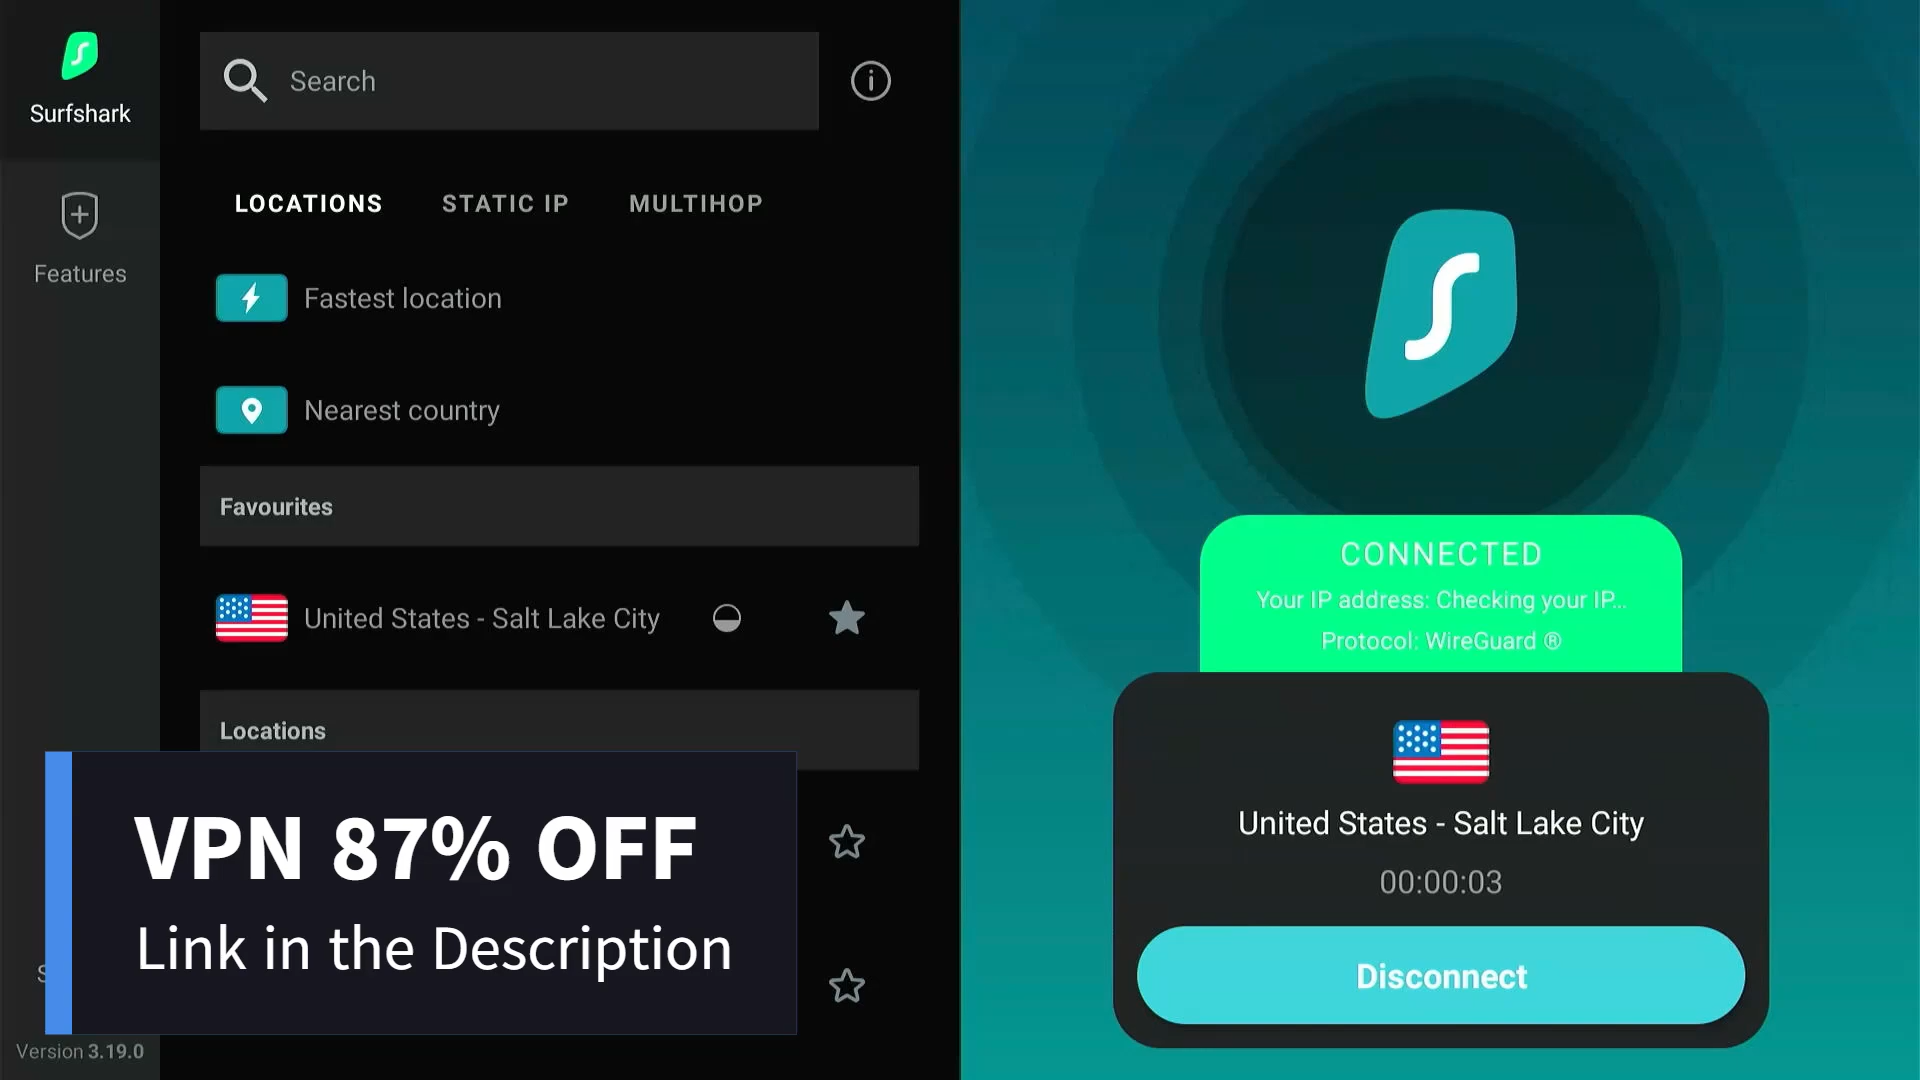 Surfshark
Features
Search
LOCATIONS STATIC IP MULTIHOP
Fastest location
Nearest country
Favourites
United States - Salt Lake City
Locations
VPN 87% OFF
Link in the Description
Version 3.19.0
CONNECTED
Your IP address: Checking your IP...
Protocol: WireGuard ®
United States - Salt Lake City
00:00:03
Disconnect